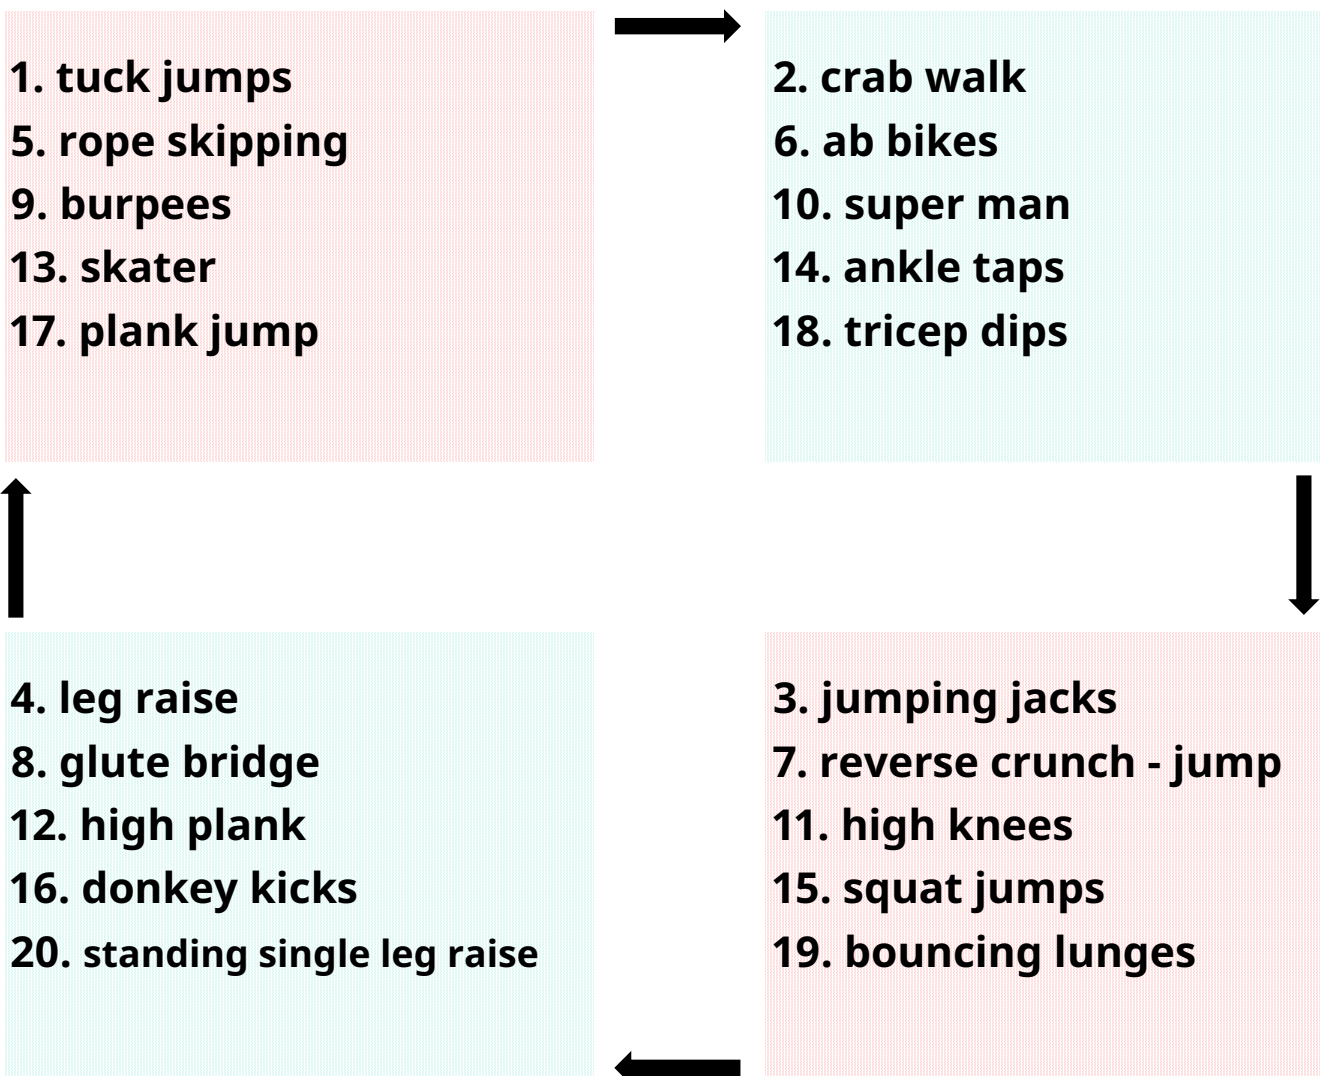 1. tuck jumps
5. rope skipping
9. burpees
13. skater
17. plank jump
2. crab walk
6. ab bikes
10. super man
14. ankle taps
18. tricep dips
4. leg raise
8. glute bridge
12. high plank
16. donkey kicks
20. standing single leg raise
3. jumping jacks
7. reverse crunch - jump
11. high knees
15. squat jumps
19. bouncing lunges